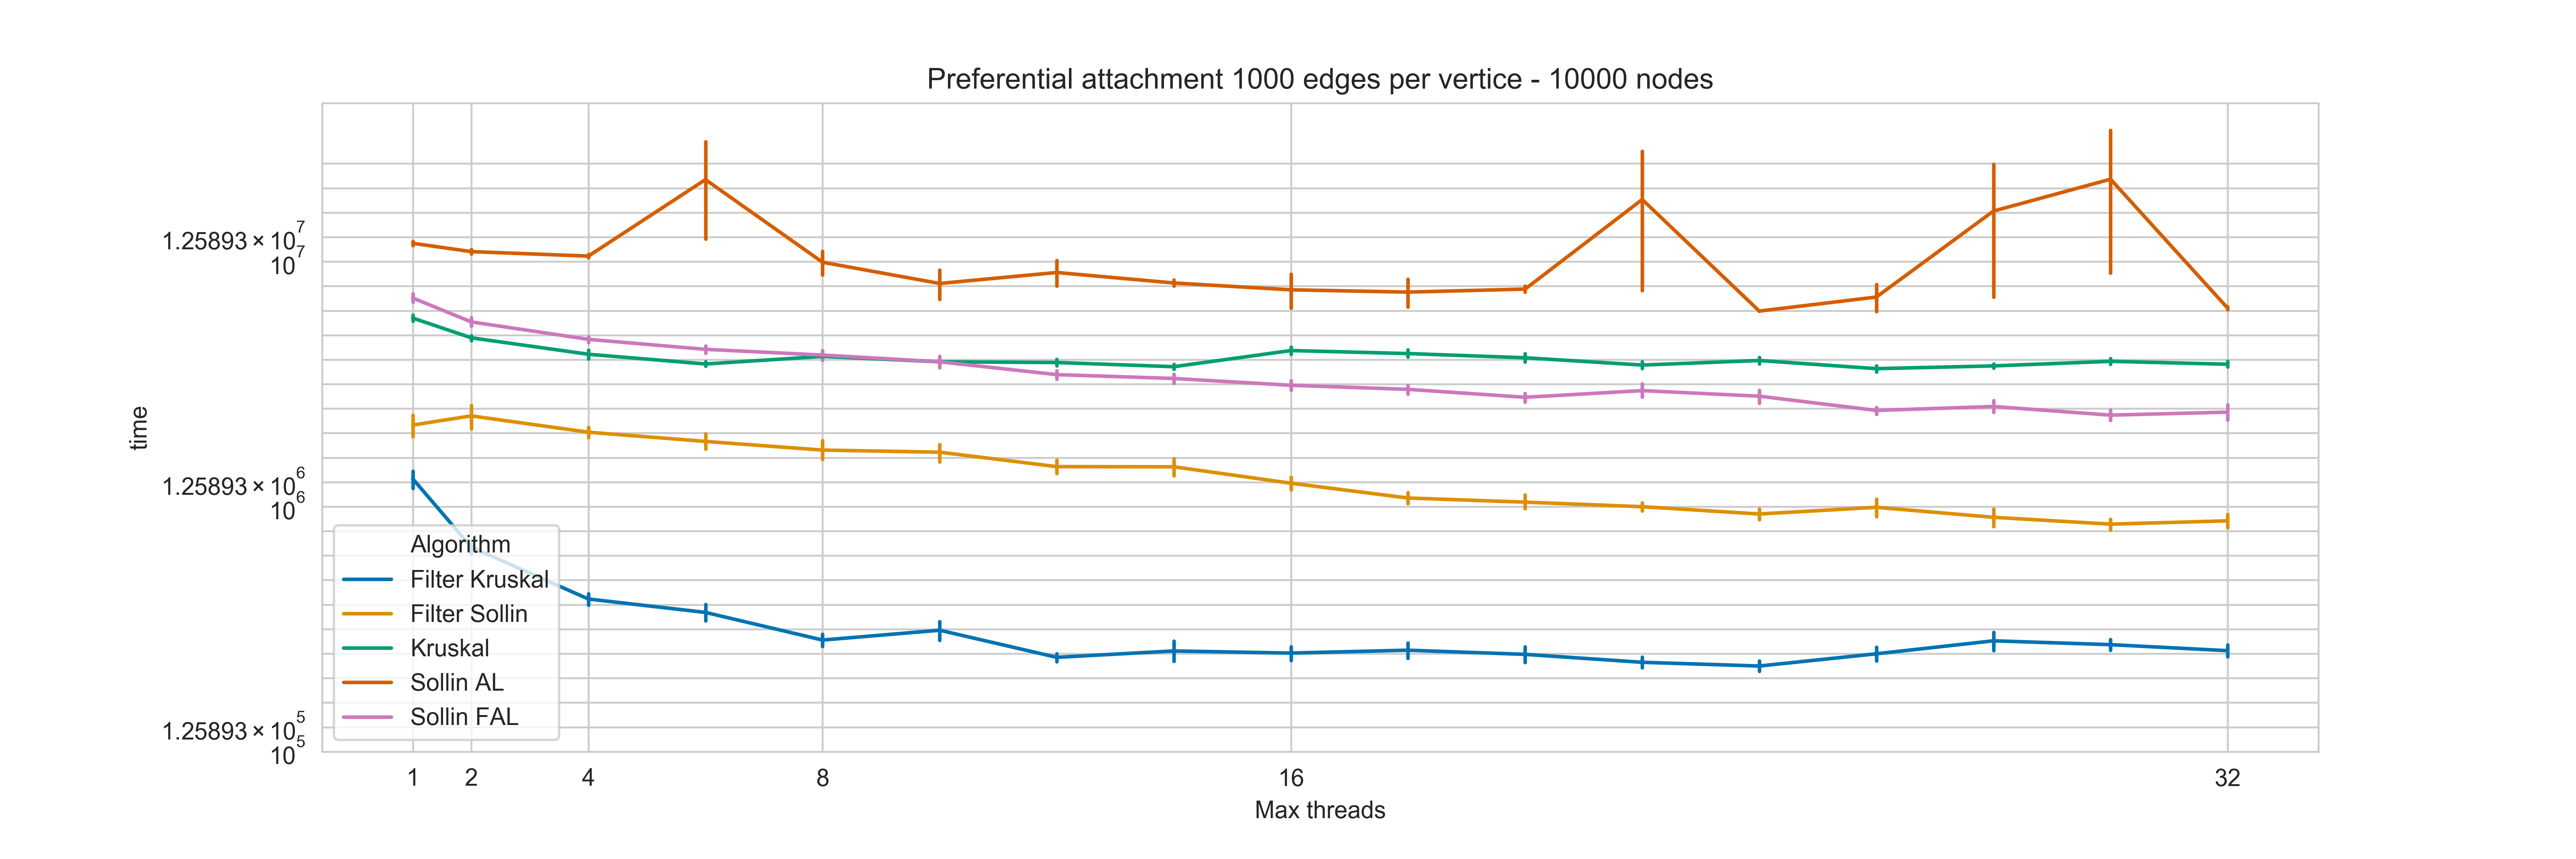 Preferential attachment 1000 edges per vertice - 10000 nodes
time
1.25893 × 10^7
10^7
1.25893 × 10^6
10^6
1.25893 × 10^5
10^5
Algorithm
Filter Kruskal
Filter Sollin
Kruskal
Sollin AL
Sollin FAL
1 2 4 8 16 32
Max threads